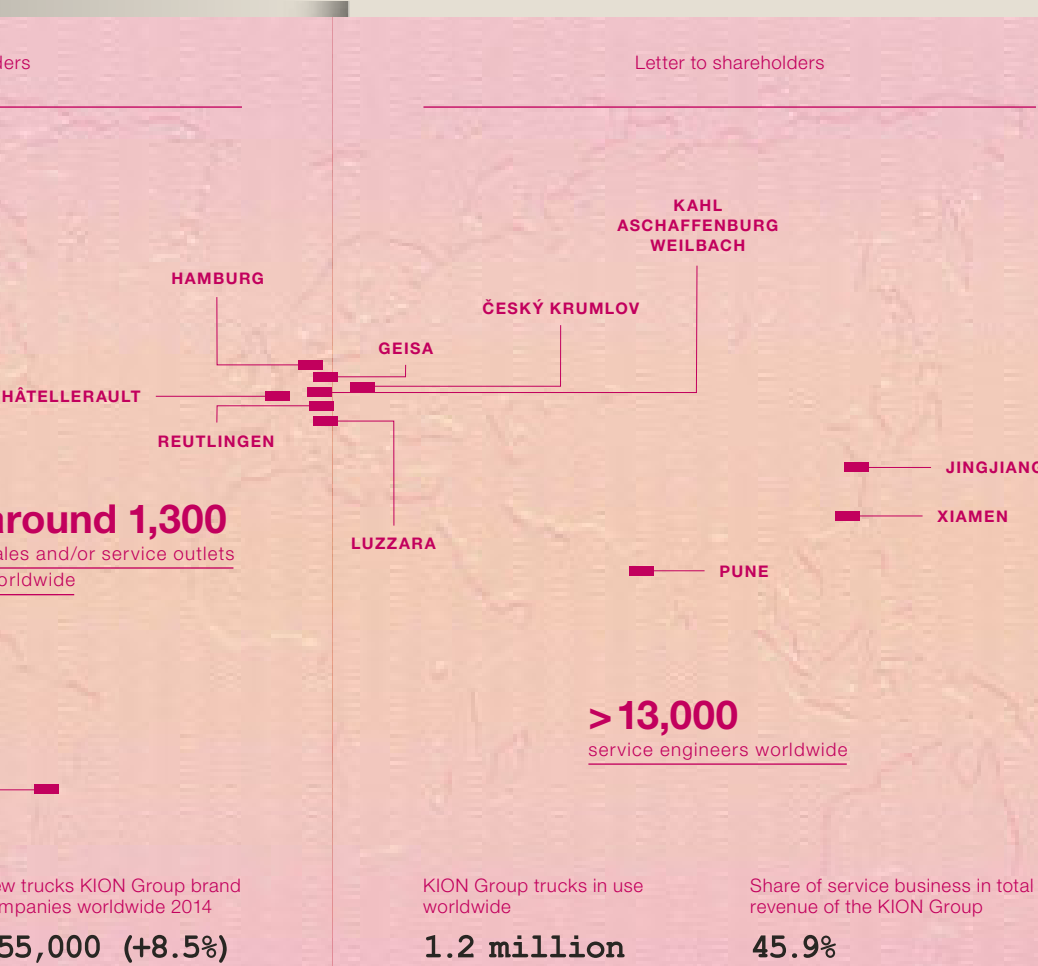 ders
Letter to shareholders
KAHL
ASCHAFFENBURG
WEILBACH
HAMBURG
ČESKÝ KRUMLOV
GEISA
HÂTELLERAULT
REUTLINGEN
JINGJIANG
XIAMEN
around 1,300
ales and/or service outlets
orldwide
LUZZARA
PUNE
> 13,000
service engineers worldwide
ew trucks KION Group brand
mpanies worldwide 2014
55,000 (+8.5%)
KION Group trucks in use
worldwide
1.2 million
Share of service business in total
revenue of the KION Group
45.9%